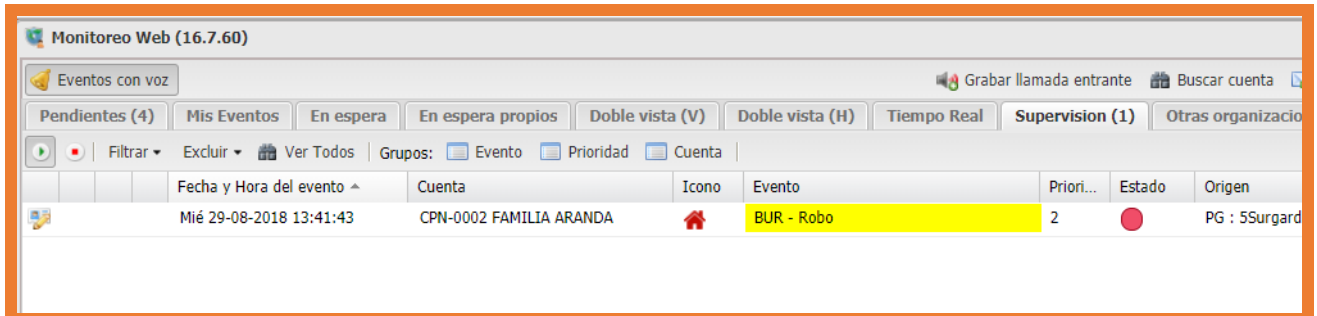 Monitoreo Web (16.7.60)
Eventos con voz Grabar llamada entrante Buscar cuenta
Pendientes (4) Mis Eventos En espera En espera propios Doble vista (V) Doble vista (H) Tiempo Real Supervision (1) Otras organizacio
Filtrar Excluir Ver Todos Grupos: Evento Prioridad Cuenta
Fecha y Hora del evento Cuenta Icono Evento Priori... Estado Origen
Mié 29-08-2018 13:41:43 CPN-0002 FAMILIA ARANDA BUR - Robo 2 PG : 5Surgard